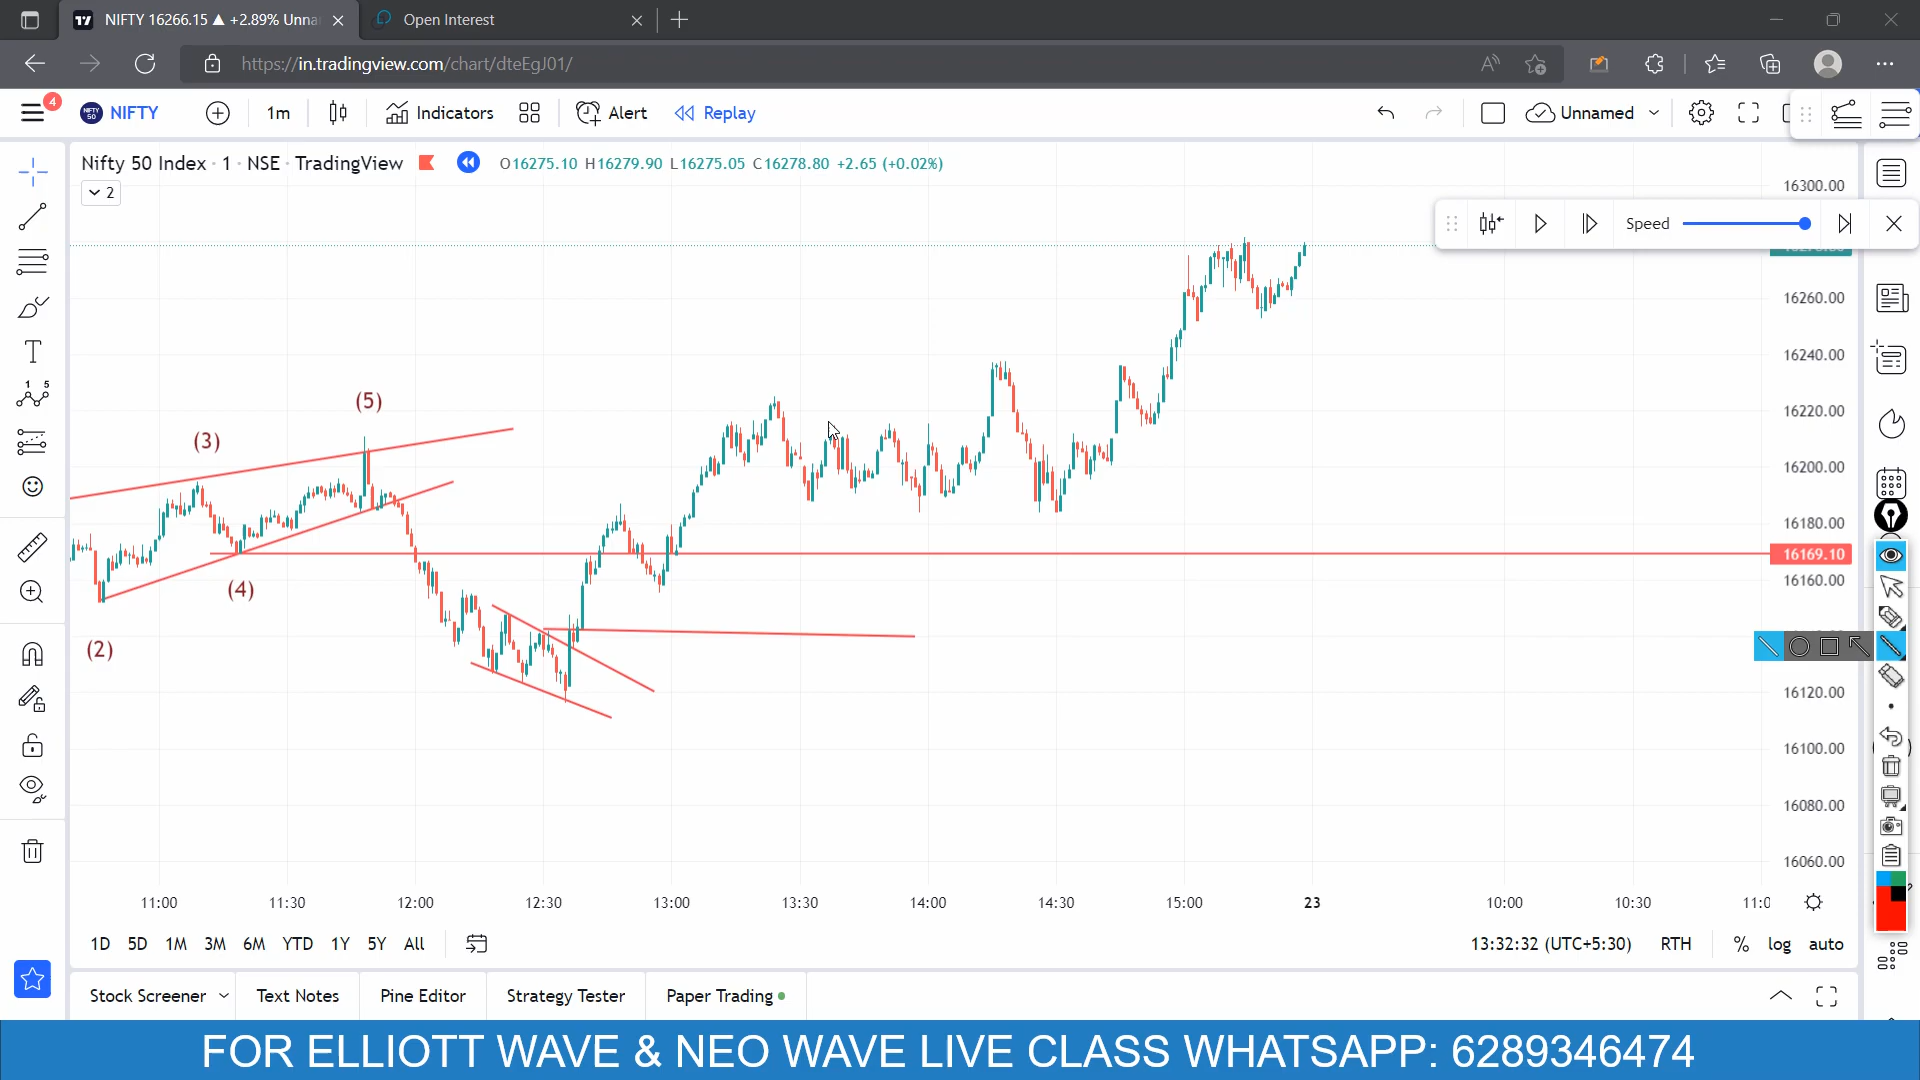 NIFTY 16266.15 ▲ +2.89% Unna
Open Interest
https://in.tradingview.com/chart/dteEgJ01/
4
NIFTY
1m
Indicators
Alert
Replay
Unnamed
Nifty 50 Index · 1 · NSE · TradingView
O16275.10 H16279.90 L16275.05 C16278.80 +2.65 (+0.02%)
2
Speed
16300.00
16260.00
16240.00
16220.00
16200.00
16180.00
16169.10
16160.00
16120.00
16100.00
16080.00
16060.00
(5)
(3)
(4)
(2)
11:00 11:30 12:00 12:30 13:00 13:30 14:00 14:30 15:00 23 10:00 10:30 11:0
1D 5D 1M 3M 6M YTD 1Y 5Y All
13:32:32 (UTC+5:30) RTH % log auto
Stock Screener Text Notes Pine Editor Strategy Tester Paper Trading
FOR ELLIOTT WAVE & NEO WAVE LIVE CLASS WHATSAPP: 6289346474